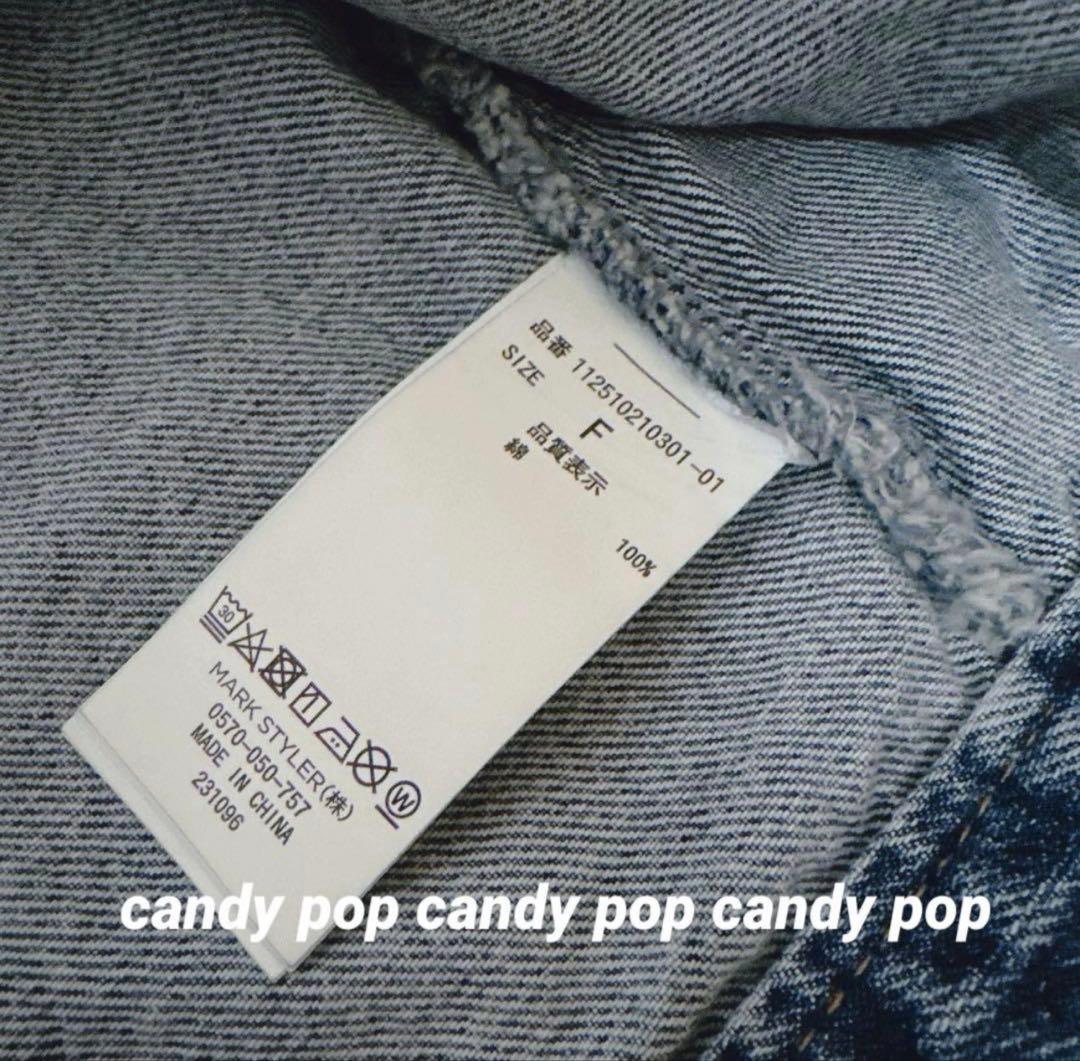 品番 112510210301-01
SIZE
F
品質表示
綿 100%
30
W
MARK STYLER(株)
0570-050-757
MADE IN CHINA
231096
candy pop candy pop candy pop